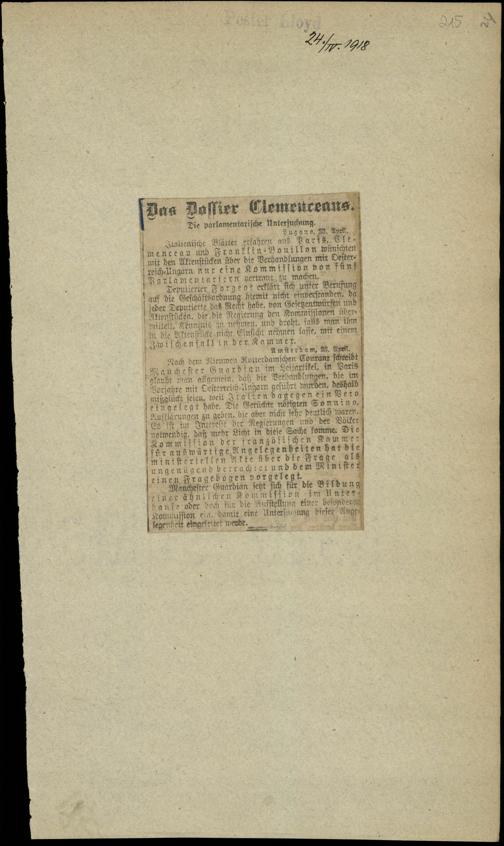 Pester Lloyd
215
24./IV. 1918
Das Dossier Clemenceaus.
Die parlamentarische Untersuchung.
Lugano, 23. April.
Italienische Blätter erfahren aus Paris, Cle-
menceau und Franklin-Bouillon wünschten
mit den Aktenstücken über die Verhandlungen mit Oester-
reich-Ungarn nur eine Kommission von fünf
Parlamentariern vertraut zu machen.
Deputierter Forgeot erklärt sich unter Berufung
auf die Geschäftsordnung hiemit nicht einverstanden, da
jeder Deputierte das Recht habe, von Gesetzentwürfen und
Aktenstücken, die die Regierung den Kommissionen über-
mittelt, Kenntnis zu nehmen, und droht, falls man ihn
in die Aktenstücke nicht Einsicht nehmen lasse, mit einem
Zwischenfall in der Kammer.
Amsterdam, 23. April.
Nach dem Nieuwen Rotterdamschen Courant schreibt
Manchester Guardian im Leitartikel, in Paris
glaubt man allgemein, daß die Verhandlungen, die im
Vorjahre mit Oesterreich-Ungarn geführt wurden, deshalb
mißglückt seien, weil Italien dagegen ein Veto
eingelegt habe. Die Gerüchte nötigten Sonnino,
Aufklärungen zu geben, die aber nicht sehr deutlich waren.
Es ist im Interesse der Regierungen und der Völker
notwendig, daß mehr Licht in diese Sache komme. Die
Kommission der französischen Kammer
für auswärtige Angelegenheiten hat die
ministeriellen Akte über die Frage als
ungenügend betrachtet und dem Minister
einen Fragebogen vorgelegt.
Manchester Guardian setzt sich für die Bildung
einer ähnlichen Kommission im Unter-
hause oder doch für die Aufstellung einer besonderen
Kommission ein, damit eine Untersuchung dieser Ange-
legenheit eingeleitet werde.